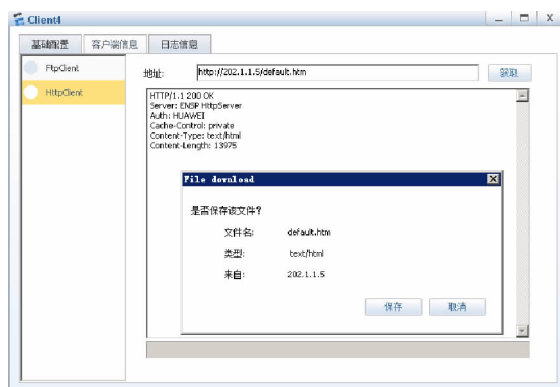 Client4
基础配置 客户端信息 日志信息
FtpClient
HttpClient
地址: http://202.1.1.5/default.htm 获取
HTTP/1.1 200 OK
Server: ENSP HttpServer
Auth: HUAWEI
Cache-Control: private
Content-Type: text/html
Content-Length: 13975
File download
是否保存该文件?
文件名: default.htm
类型: text/html
来自: 202.1.1.5
保存 取消